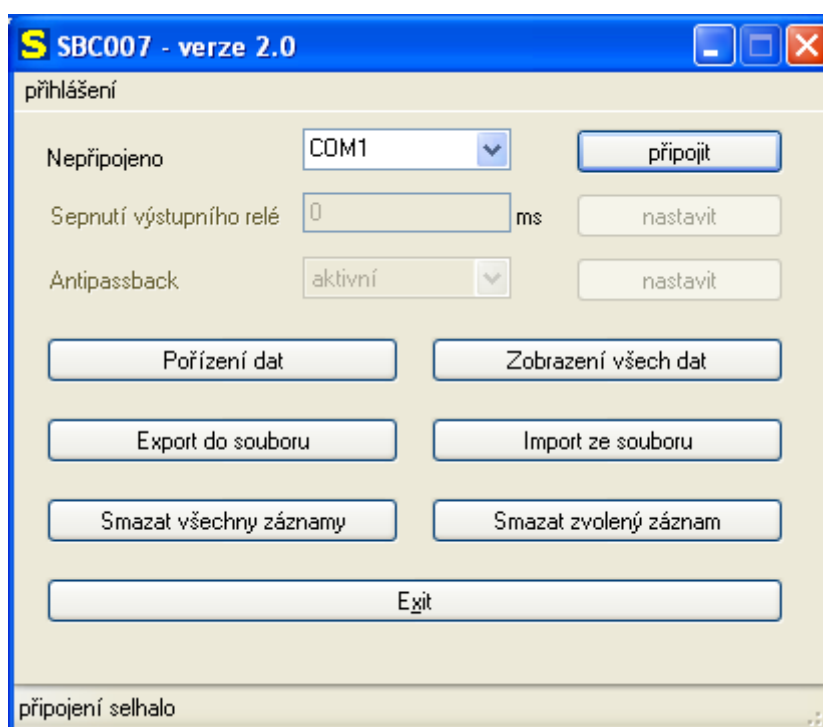 S SBC007 - verze 2.0
přihlášení
Nepřipojeno COM1 připojit
Sepnutí výstupního relé 0 ms nastavit
Antipassback aktivní nastavit
Pořízení dat Zobrazení všech dat
Export do souboru Import ze souboru
Smazat všechny záznamy Smazat zvolený záznam
Exit
připojení selhalo